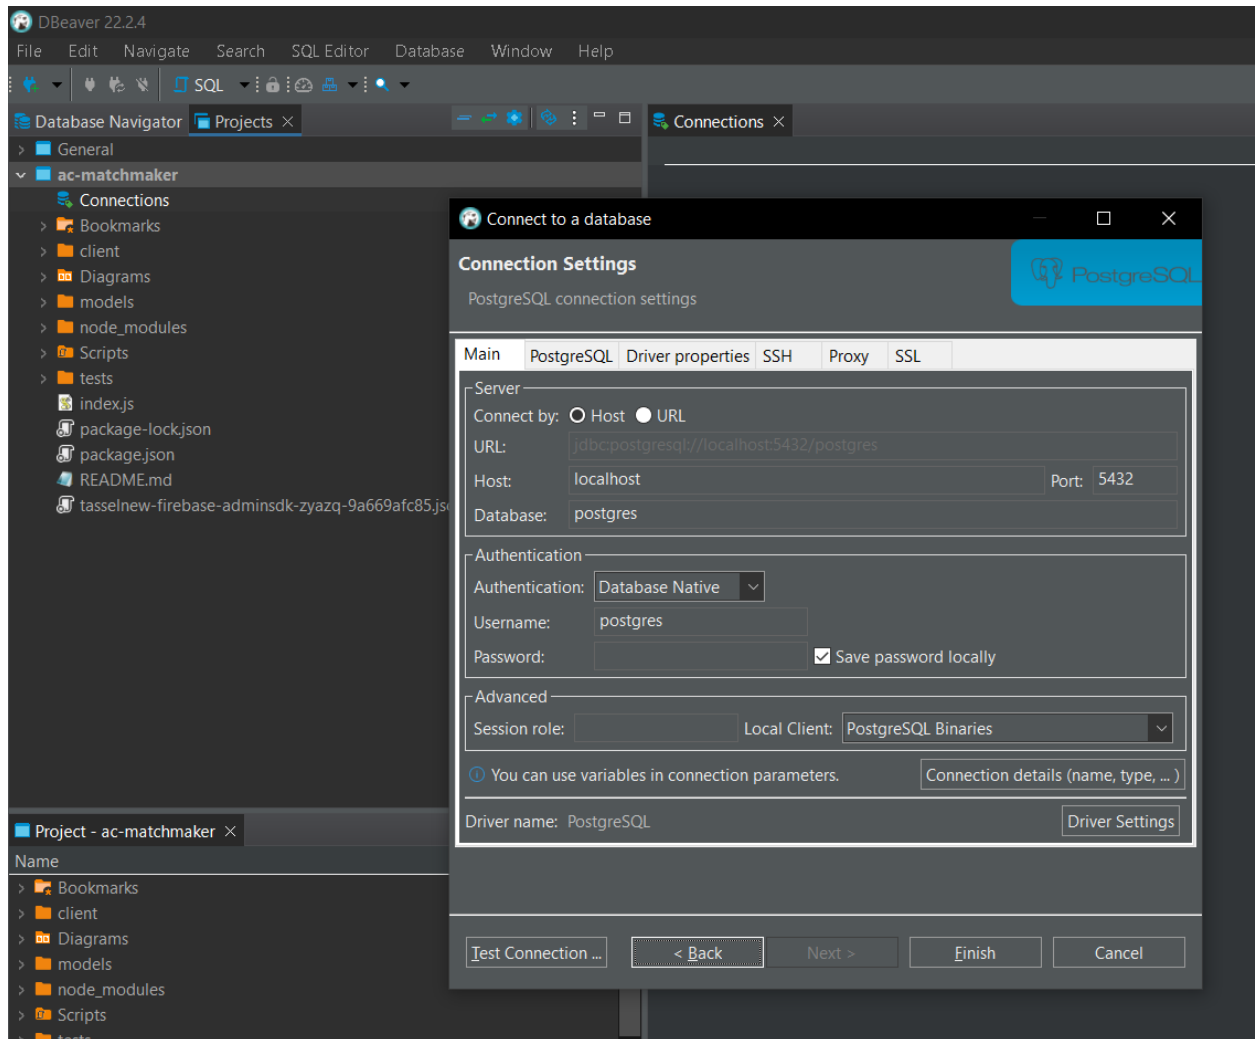 DBeaver 22.2.4
File Edit Navigate Search SQL Editor Database Window Help
SQL
Database Navigator Projects
Connections
General
ac-matchmaker
Connections
Bookmarks
client
Diagrams
models
node_modules
Scripts
tests
index.js
package-lock.json
package.json
README.md
tasselnew-firebase-adminsdk-zyazq-9a669afc85.js
Connect to a database
Connection Settings
PostgreSQL connection settings
PostgreSQL
Main PostgreSQL Driver properties SSH Proxy SSL
Server
Connect by: Host URL
URL: jdbc:postgresql://localhost:5432/postgres
Host: localhost Port: 5432
Database: postgres
Authentication
Authentication: Database Native
Username: postgres
Password: Save password locally
Advanced
Session role: Local Client: PostgreSQL Binaries
You can use variables in connection parameters. Connection details (name, type, ... )
Driver name: PostgreSQL Driver Settings
Test Connection ... < Back Next > Finish Cancel
Project - ac-matchmaker
Name
Bookmarks
client
Diagrams
models
node_modules
Scripts
tests